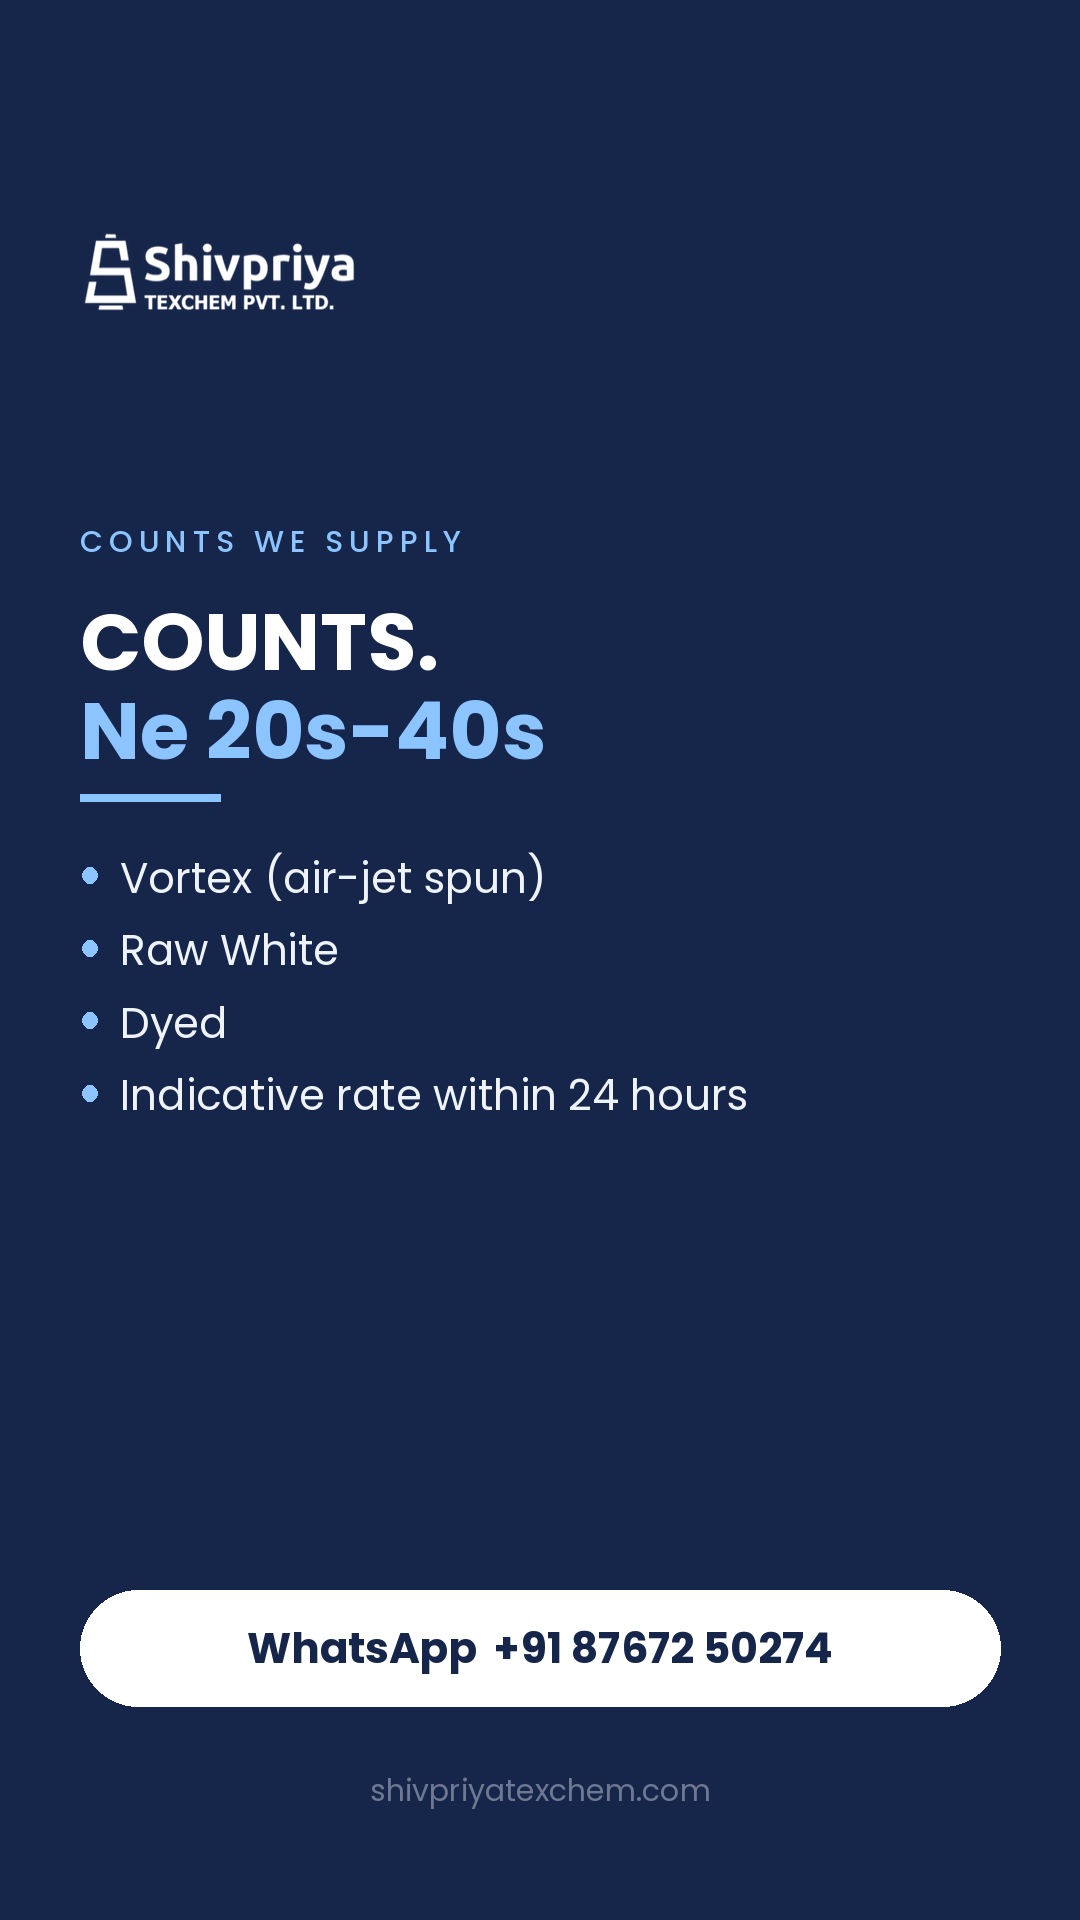 Shivpriya
TEXCHEM PVT. LTD.
COUNTS WE SUPPLY
COUNTS.
Ne 20s-40s
Vortex (air-jet spun)
Raw White
Dyed
Indicative rate within 24 hours
WhatsApp +91 87672 50274
shivpriyatexchem.com